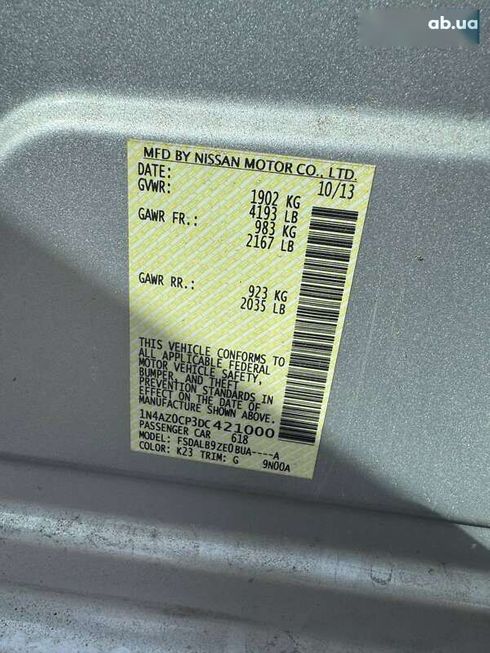 ab.ua
MFD BY NISSAN MOTOR CO., LTD.
DATE: 10/13
GVWR: 1902 KG
4193 LB
GAWR FR.: 983 KG
2167 LB
GAWR RR.: 923 KG
2035 LB
THIS VEHICLE CONFORMS TO
ALL APPLICABLE FEDERAL
MOTOR VEHICLE SAFETY,
BUMPER, AND THEFT
PREVENTION STANDARDS IN
EFFECT ON THE DATE OF
MANUFACTURE SHOWN ABOVE.
1N4AZ0CP3DC421000
PASSENGER CAR 618
MODEL: FSDALB9ZE0BUA----A
COLOR: K23 TRIM: G 9N00A